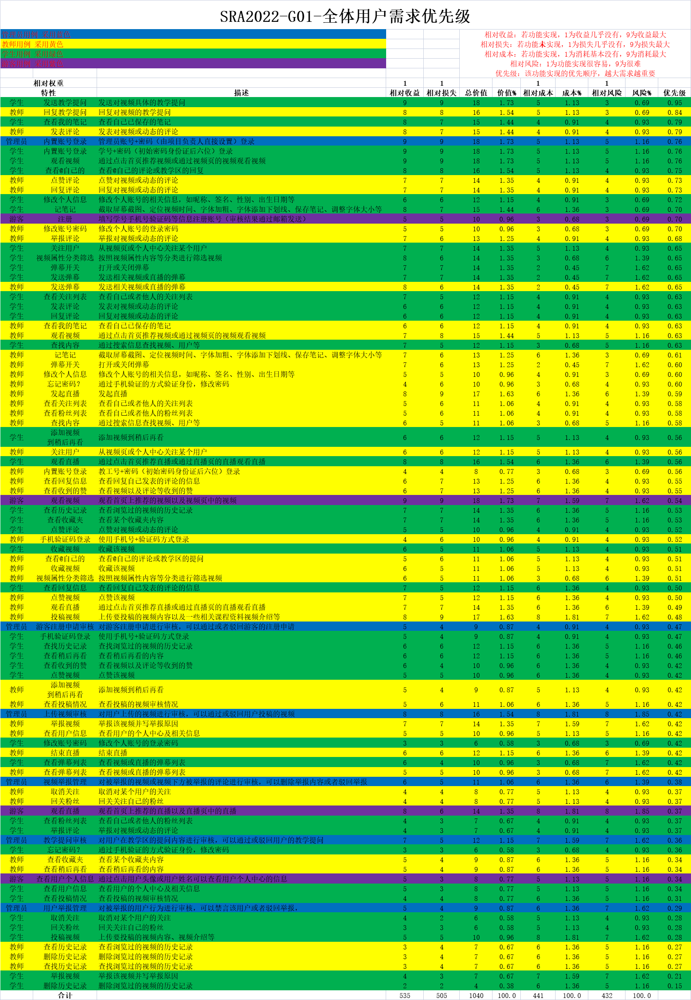 SRA2022-G01-全体用户需求优先级
管理员用例 采用蓝色
教师用例 采用黄色
学生用例 采用绿色
游客用例 采用紫色
相对收益：若功能实现，1为收益几乎没有，9为收益最大
相对损失：若功能未实现，1为损失几乎没有，9为损失最大
相对成本：若功能实现，1为消耗基本没有，9为消耗最大
相对风险：1为功能实现很容易，9为很难
优先级：该功能实现的优先顺序，越大需求越重要
相对权重 1 1 1 1
特性 描述 相对收益 相对损失 总价值 价值% 相对成本 成本% 相对风险 风险% 优先级
学生 发送教学提问 发送对视频具体的教学提问 9 9 18 1.73 5 1.13 3 0.69 0.95
教师 回复教学提问 回复对视频的教学提问 8 8 16 1.54 5 1.13 3 0.69 0.84
学生 查看我的笔记 查看自己已保存的笔记 8 7 15 1.44 4 0.91 4 0.93 0.79
教师 发表评论 发表对视频或动态的评论 8 7 15 1.44 4 0.91 4 0.93 0.79
管理员 内置账号登录 管理员账号+密码（由项目负责人直接设置）登录 9 9 18 1.73 5 1.13 5 1.16 0.76
学生 内置账号登录 学号+密码（初始密码身份证后六位）登录 9 9 18 1.73 5 1.13 5 1.16 0.76
学生 观看视频 通过点击首页推荐视频或通过视频页的视频观看视频 9 9 18 1.73 5 1.13 5 1.16 0.76
学生 查看@自己的 查看@自己的评论或教学区的回复 8 8 16 1.54 5 1.13 4 0.93 0.75
教师 点赞评论 点赞对视频或动态的评论 7 7 14 1.35 4 0.91 4 0.93 0.73
教师 回复评论 回复对视频或动态的评论 7 7 14 1.35 4 0.91 4 0.93 0.73
学生 修改个人信息 修改个人账号的相关信息，如昵称、签名、性别、出生日期等 6 6 12 1.15 4 0.91 3 0.69 0.72
学生 记笔记 截取屏幕截图、定位视频时间、字体加粗、字体添加下划线、保存笔记、调整字体大小等 8 7 15 1.44 6 1.36 3 0.69 0.70
游客 注册 填写学号手机号验证码等信息注册账号（审核结果通过邮箱发送） 5 5 10 0.96 3 0.68 3 0.69 0.70
教师 修改账号密码 修改个人账号的登录密码 5 5 10 0.96 3 0.68 3 0.69 0.70
教师 举报评论 举报对视频或动态的评论 7 6 13 1.25 4 0.91 4 0.93 0.68
学生 关注用户 从视频页或个人中心关注某个用户 7 7 14 1.35 5 1.13 4 0.93 0.65
学生 视频属性分类筛选 按照视频属性内容等分类进行筛选视频 8 6 14 1.35 3 0.68 6 1.39 0.65
学生 弹幕开关 打开或关闭弹幕 7 7 14 1.35 2 0.45 7 1.62 0.65
学生 发送弹幕 发送相关视频或直播的弹幕 7 7 14 1.35 2 0.45 7 1.62 0.65
教师 发送弹幕 发送相关视频或直播的弹幕 8 6 14 1.35 2 0.45 7 1.62 0.65
学生 查看关注列表 查看自己或者他人的关注列表 7 5 12 1.15 4 0.91 4 0.93 0.63
学生 发表评论 发表对视频或动态的评论 6 6 12 1.15 4 0.91 4 0.93 0.63
学生 回复评论 回复对视频或动态的评论 6 6 12 1.15 4 0.91 4 0.93 0.63
教师 查看我的笔记 查看自己已保存的笔记 6 6 12 1.15 4 0.91 4 0.93 0.63
教师 观看视频 通过点击首页推荐视频或通过视频页的视频观看视频 7 8 15 1.44 5 1.13 5 1.16 0.63
学生 查找内容 通过搜索信息查找视频、用户等 7 5 12 1.15 3 0.68 5 1.16 0.63
教师 记笔记 截取屏幕截图、定位视频时间、字体加粗、字体添加下划线、保存笔记、调整字体大小等 7 6 13 1.25 6 1.36 3 0.69 0.61
教师 弹幕开关 打开或关闭弹幕 7 6 13 1.25 2 0.45 7 1.62 0.60
教师 修改个人信息 修改个人账号的相关信息，如昵称、签名、性别、出生日期等 5 5 10 0.96 4 0.91 3 0.69 0.60
教师 忘记密码？ 通过手机验证的方式验证身份，修改密码 4 6 10 0.96 3 0.68 4 0.93 0.60
教师 发起直播 发起直播 8 9 17 1.63 6 1.36 6 1.39 0.59
教师 查看关注列表 查看自己或者他人的关注列表 5 6 11 1.06 4 0.91 4 0.93 0.58
教师 查看粉丝列表 查看自己或者他人的粉丝列表 5 6 11 1.06 4 0.91 4 0.93 0.58
教师 查找内容 通过搜索信息查找视频、用户等 6 5 11 1.06 3 0.68 5 1.16 0.58
添加视频
学生 到稍后再看 添加视频到稍后再看 6 6 12 1.15 5 1.13 4 0.93 0.56
教师 关注用户 从视频页或个人中心关注某个用户 6 6 12 1.15 5 1.13 4 0.93 0.56
学生 观看直播 通过点击首页推荐直播或通过直播页的直播观看直播 8 8 16 1.54 6 1.36 6 1.39 0.56
教师 内置账号登录 教工号+密码（初始密码身份证后六位）登录 4 4 8 0.77 3 0.68 3 0.69 0.56
教师 查看回复信息 查看回复自己发表的评论的信息 6 7 13 1.25 6 1.36 4 0.93 0.55
教师 查看收到的赞 查看视频以及评论等收到的赞 6 7 13 1.25 6 1.36 4 0.93 0.55
游客 观看视频 观看首页上推荐的视频以及视频页中的视频 9 9 18 1.73 7 1.59 7 1.62 0.54
学生 查看历史记录 查看浏览过的视频的历史记录 7 7 14 1.35 6 1.36 5 1.16 0.53
学生 查看收藏夹 查看某个收藏夹内容 7 7 14 1.35 6 1.36 5 1.16 0.53
学生 点赞评论 点赞对视频或动态的评论 5 5 10 0.96 4 0.91 4 0.93 0.52
教师 手机验证码登录 使用手机号+验证码方式登录 4 6 10 0.96 4 0.91 4 0.93 0.52
学生 收藏视频 收藏该视频 6 5 11 1.06 5 1.13 4 0.93 0.51
教师 查看@自己的 查看@自己的评论或教学区的提问 5 6 11 1.06 5 1.13 4 0.93 0.51
教师 收藏视频 收藏该视频 6 5 11 1.06 5 1.13 4 0.93 0.51
教师 视频属性分类筛选 按照视频属性内容等分类进行筛选视频 6 5 11 1.06 3 0.68 6 1.39 0.51
学生 查看回复信息 查看回复自己发表的评论的信息 7 5 12 1.15 6 1.36 4 0.93 0.50
教师 点赞视频 点赞该视频 7 5 12 1.15 6 1.36 4 0.93 0.50
教师 观看直播 通过点击首页推荐直播或通过直播页的直播观看直播 7 7 14 1.35 6 1.36 6 1.39 0.49
教师 投稿视频 上传要投稿的视频内容以及一些相关课程资料视频介绍等 8 9 17 1.63 8 1.81 7 1.62 0.48
管理员 游客注册申请审核 对游客注册申请进行审核，可以通过或者驳回游客的注册申请 5 4 9 0.87 4 0.91 4 0.93 0.47
学生 手机验证码登录 使用手机号+验证码方式登录 5 4 9 0.87 4 0.91 4 0.93 0.47
学生 查找历史记录 查找浏览过的视频的历史记录 6 6 12 1.15 6 1.36 5 1.16 0.46
学生 查看稍后再看 查看稍后再看的内容 6 6 12 1.15 6 1.36 5 1.16 0.46
学生 查看收到的赞 查看视频以及评论等收到的赞 6 4 10 0.96 6 1.36 4 0.93 0.42
学生 点赞视频 点赞该视频 5 5 10 0.96 6 1.36 4 0.93 0.42
添加视频
教师 到稍后再看 添加视频到稍后再看 5 4 9 0.87 5 1.13 4 0.93 0.42
教师 查看投稿情况 查看投稿的视频审核情况 5 6 11 1.06 6 1.36 5 1.16 0.42
管理员 上传视频审核 对用户上传的视频进行审核，可以通过或驳回用户投稿的视频 8 8 16 1.54 8 1.81 8 1.85 0.42
教师 举报视频 举报该视频并写举报原因 7 7 14 1.35 7 1.59 7 1.62 0.42
教师 查看用户信息 查看用户的个人中心及相关信息 5 5 10 0.96 5 1.13 5 1.16 0.42
学生 修改账号密码 修改个人账号的登录密码 3 3 6 0.58 3 0.68 3 0.69 0.42
教师 结束直播 结束直播 6 6 12 1.15 6 1.36 6 1.39 0.42
学生 查看弹幕列表 查看视频或直播的弹幕列表 6 4 10 0.96 3 0.68 7 1.62 0.42
教师 查看弹幕列表 查看视频或直播的弹幕列表 5 5 10 0.96 3 0.68 7 1.62 0.42
管理员 视频举报管理 对被举报的视频或视频下方被举报的评论进行审核，可以删除举报内容或者驳回举报 6 5 11 1.06 6 1.36 6 1.39 0.38
教师 取消关注 取消对某个用户的关注 4 4 8 0.77 5 1.13 4 0.93 0.37
教师 回关粉丝 回关关注自己的粉丝 4 4 8 0.77 5 1.13 4 0.93 0.37
游客 观看直播 观看首页上推荐的直播以及直播页中的直播 8 6 14 1.35 8 1.81 8 1.85 0.37
学生 查看粉丝列表 查看自己或者他人的粉丝列表 4 3 7 0.67 4 0.91 4 0.93 0.37
学生 举报评论 举报对视频或动态的评论 4 3 7 0.67 4 0.91 4 0.93 0.37
管理员 教学提问审核 对用户在教学区的提问内容进行审核，可以通过或驳回用户的教学提问 7 5 12 1.15 7 1.59 7 1.62 0.36
学生 忘记密码？ 通过手机验证的方式验证身份，修改密码 3 3 6 0.58 3 0.68 4 0.93 0.36
教师 查看收藏夹 查看某个收藏夹内容 5 4 9 0.87 6 1.36 5 1.16 0.34
教师 查看稍后再看 查看稍后再看的内容 5 4 9 0.87 6 1.36 5 1.16 0.34
游客 查看用户个人信息 通过点击用户头像或用户姓名可以查看用户个人中心的信息 5 3 8 0.77 5 1.13 5 1.16 0.34
学生 查看用户信息 查看用户的个人中心及相关信息 5 3 8 0.77 5 1.13 5 1.16 0.34
学生 查看投稿情况 查看投稿的视频审核情况 4 4 8 0.77 6 1.36 5 1.16 0.31
管理员 用户举报管理 对被举报的用户行为进行审核，可以禁言该用户或者驳回举报， 5 4 9 0.87 6 1.36 7 1.62 0.29
学生 取消关注 取消对某个用户的关注 4 2 6 0.58 5 1.13 4 0.93 0.28
学生 回关粉丝 回关关注自己的粉丝 3 3 6 0.58 5 1.13 4 0.93 0.28
学生 投稿视频 上传要投稿的视频内容、视频介绍等 5 5 10 0.96 8 1.81 7 1.62 0.28
教师 查看历史记录 查看浏览过的视频的历史记录 3 4 7 0.67 6 1.36 5 1.16 0.27
教师 删除历史记录 删除浏览过的视频的历史记录 3 4 7 0.67 6 1.36 5 1.16 0.27
教师 查找历史记录 查找浏览过的视频的历史记录 3 4 7 0.67 6 1.36 5 1.16 0.27
学生 举报视频 举报该视频并写举报原因 4 3 7 0.67 7 1.59 7 1.62 0.21
学生 删除历史记录 删除浏览过的视频的历史记录 2 2 4 0.38 6 1.36 5 1.16 0.15
合计 535 505 1040 100.0 441 100.0 432 100.0